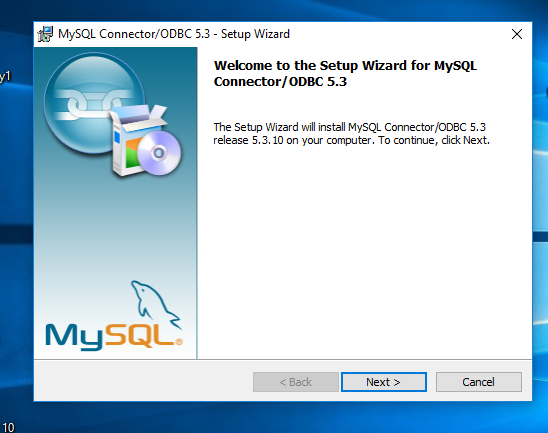 MySQL Connector/ODBC 5.3 - Setup Wizard
y1
Welcome to the Setup Wizard for MySQL
Connector/ODBC 5.3
The Setup Wizard will install MySQL Connector/ODBC 5.3
release 5.3.10 on your computer. To continue, click Next.
MySQL®
< Back
Next >
Cancel
10